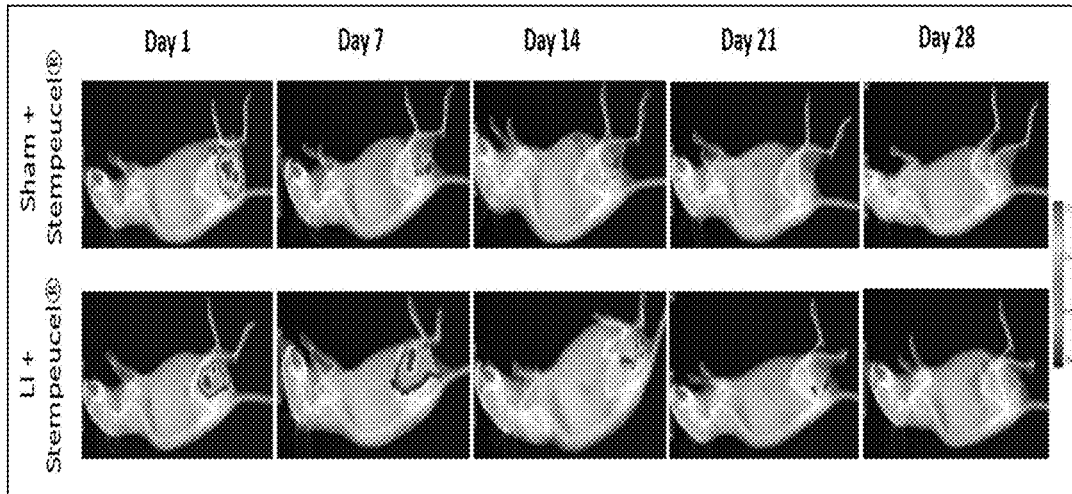 Day 1
Day 7
Day 14
Day 21
Day 28
Sham +
Stempeucel®
LI +
Stempeucel®